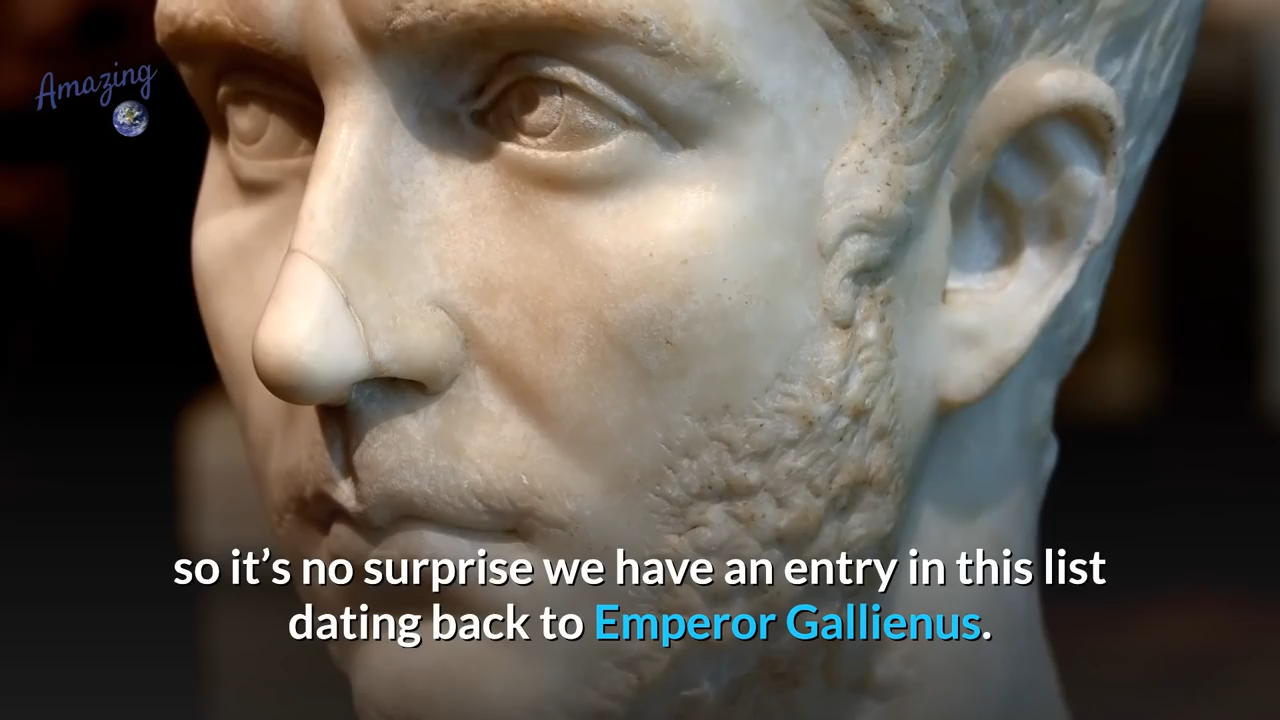 Amazing
so it’s no surprise we have an entry in this list
dating back to Emperor Gallienus.